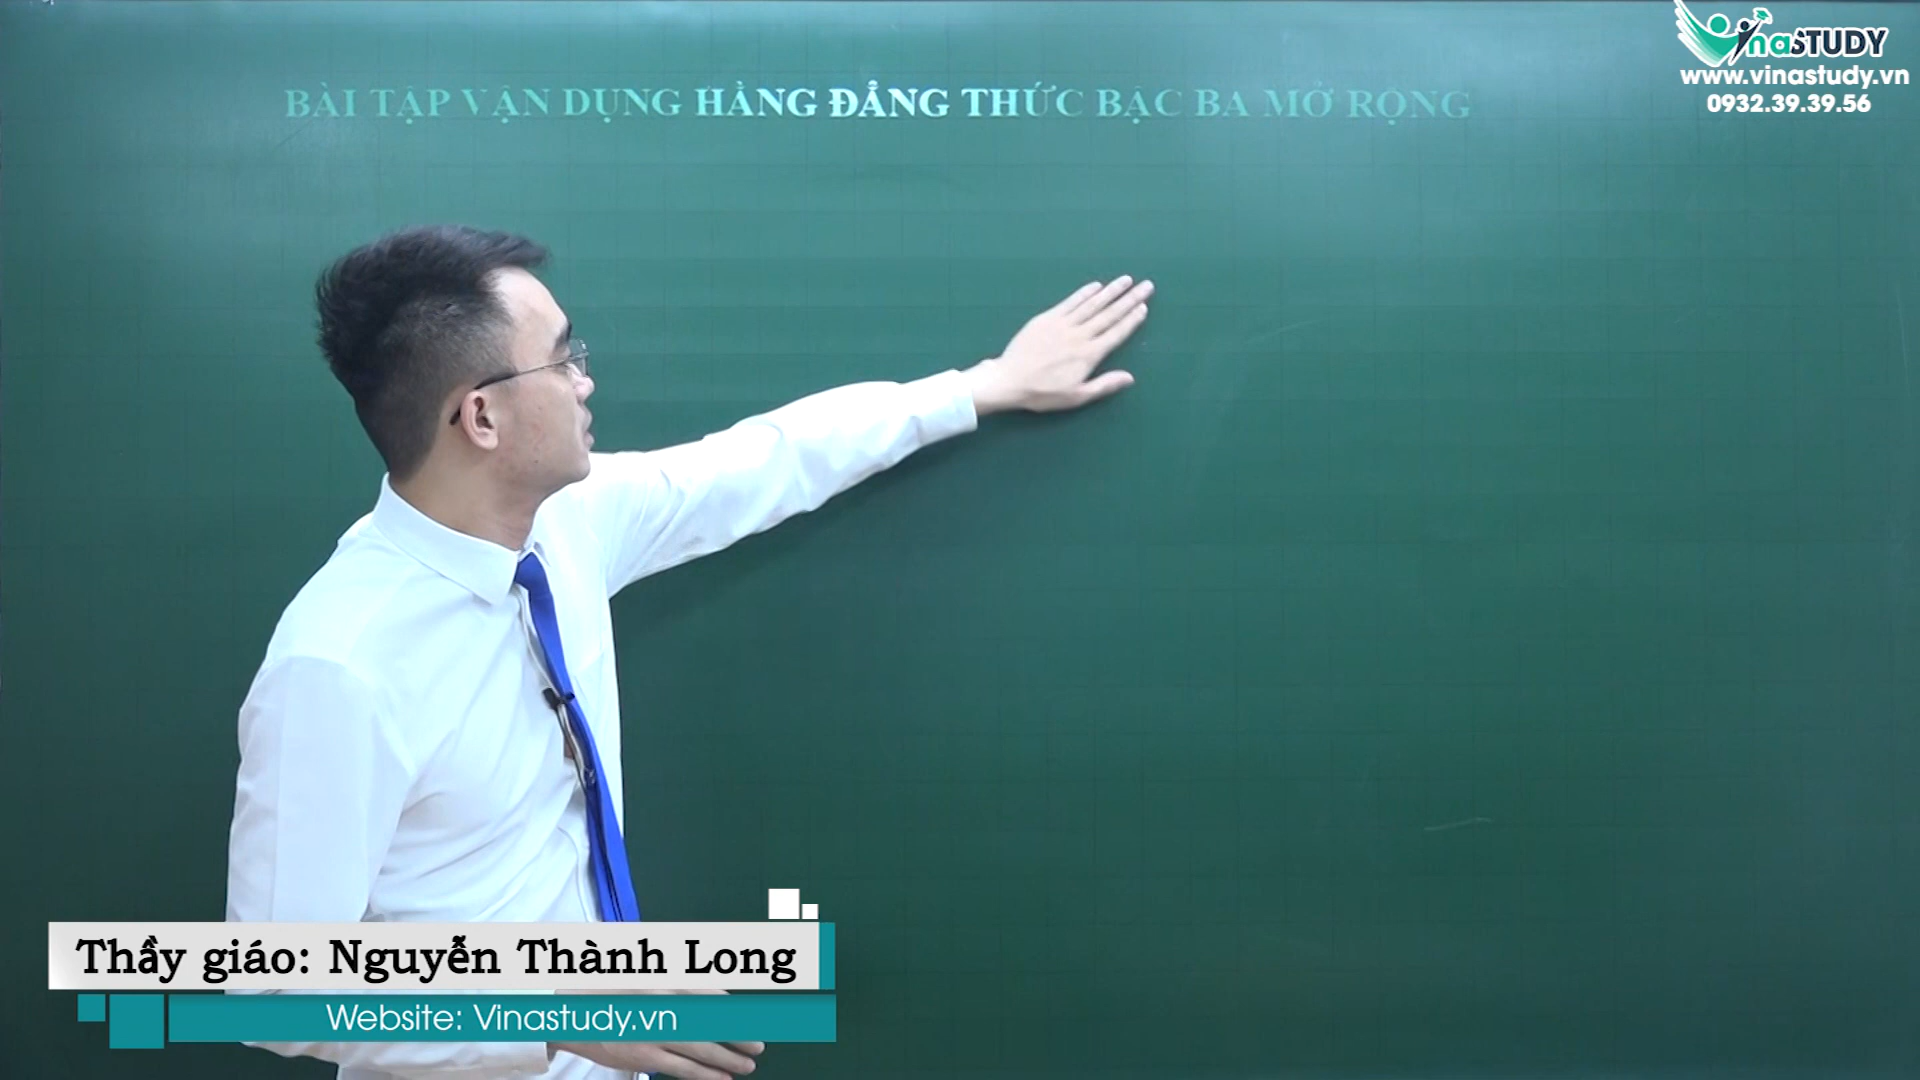 VinaSTUDY
www.vinastudy.vn
0932.39.39.56
BÀI TẬP VẬN DỤNG HẰNG ĐẲNG THỨC BẬC BA MỞ RỘNG
Thầy giáo: Nguyễn Thành Long
Website: Vinastudy.vn